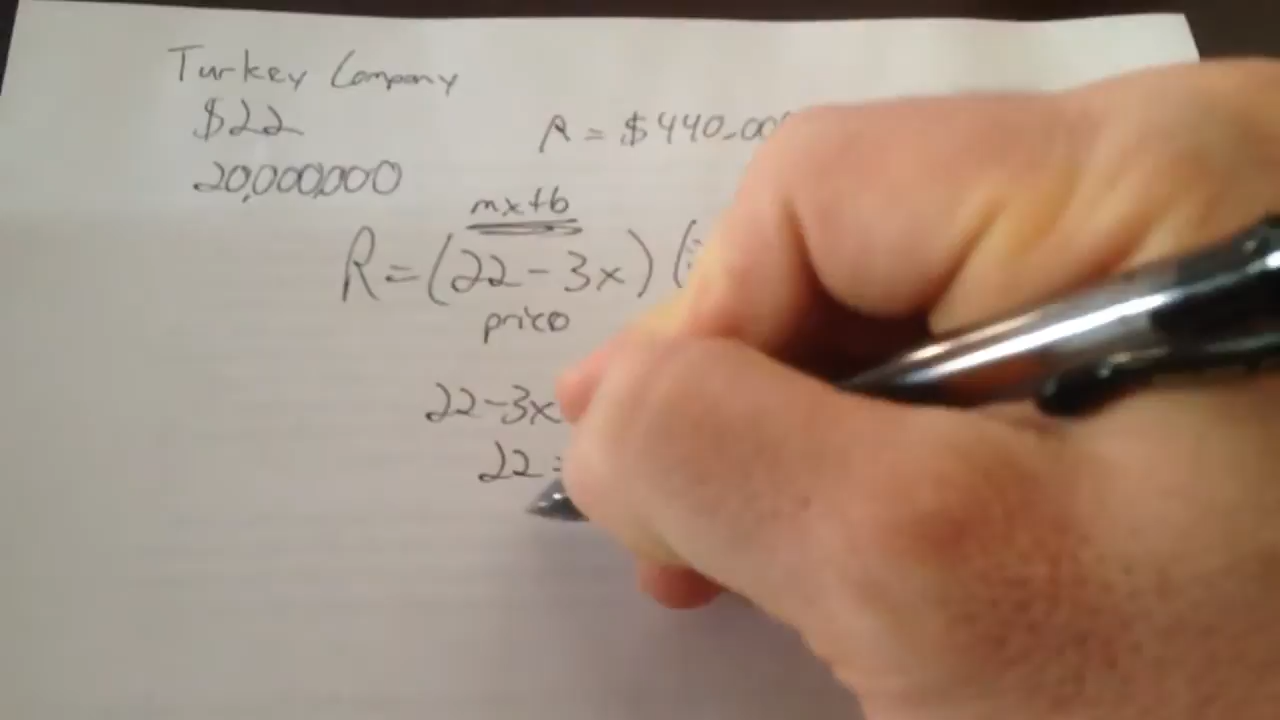 Turkey Company
$22
R = $440,00
20,000,000
mx+b
R=(22-3x)(
price
22-3x
22=